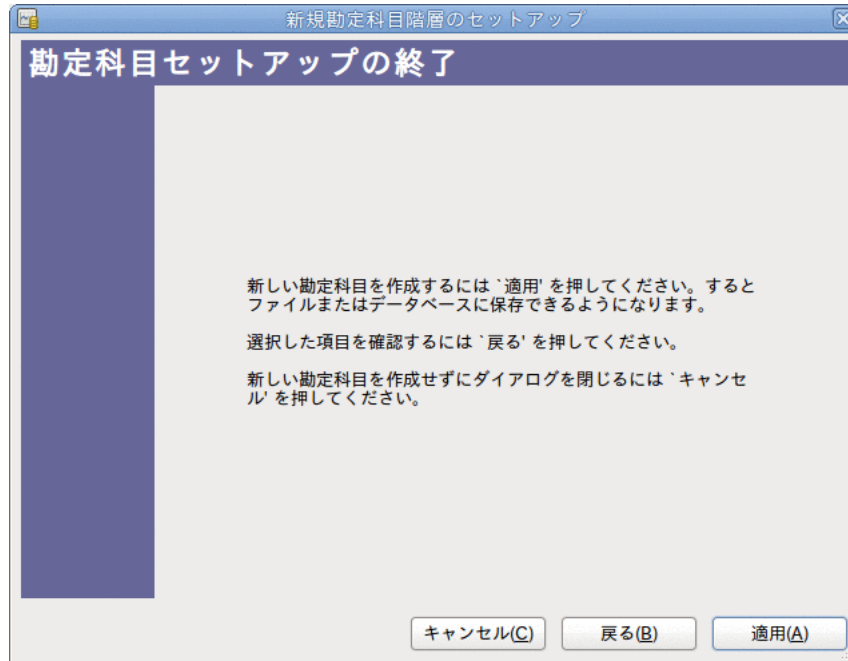 新規勘定科目階層のセットアップ
勘定科目セットアップの終了
新しい勘定科目を作成するには `適用' を押してください。すると
ファイルまたはデータベースに保存できるようになります。
選択した項目を確認するには `戻る' を押してください。
新しい勘定科目を作成せずにダイアログを閉じるには `キャンセ
ル' を押してください。
キャンセル(C) 戻る(B) 適用(A)